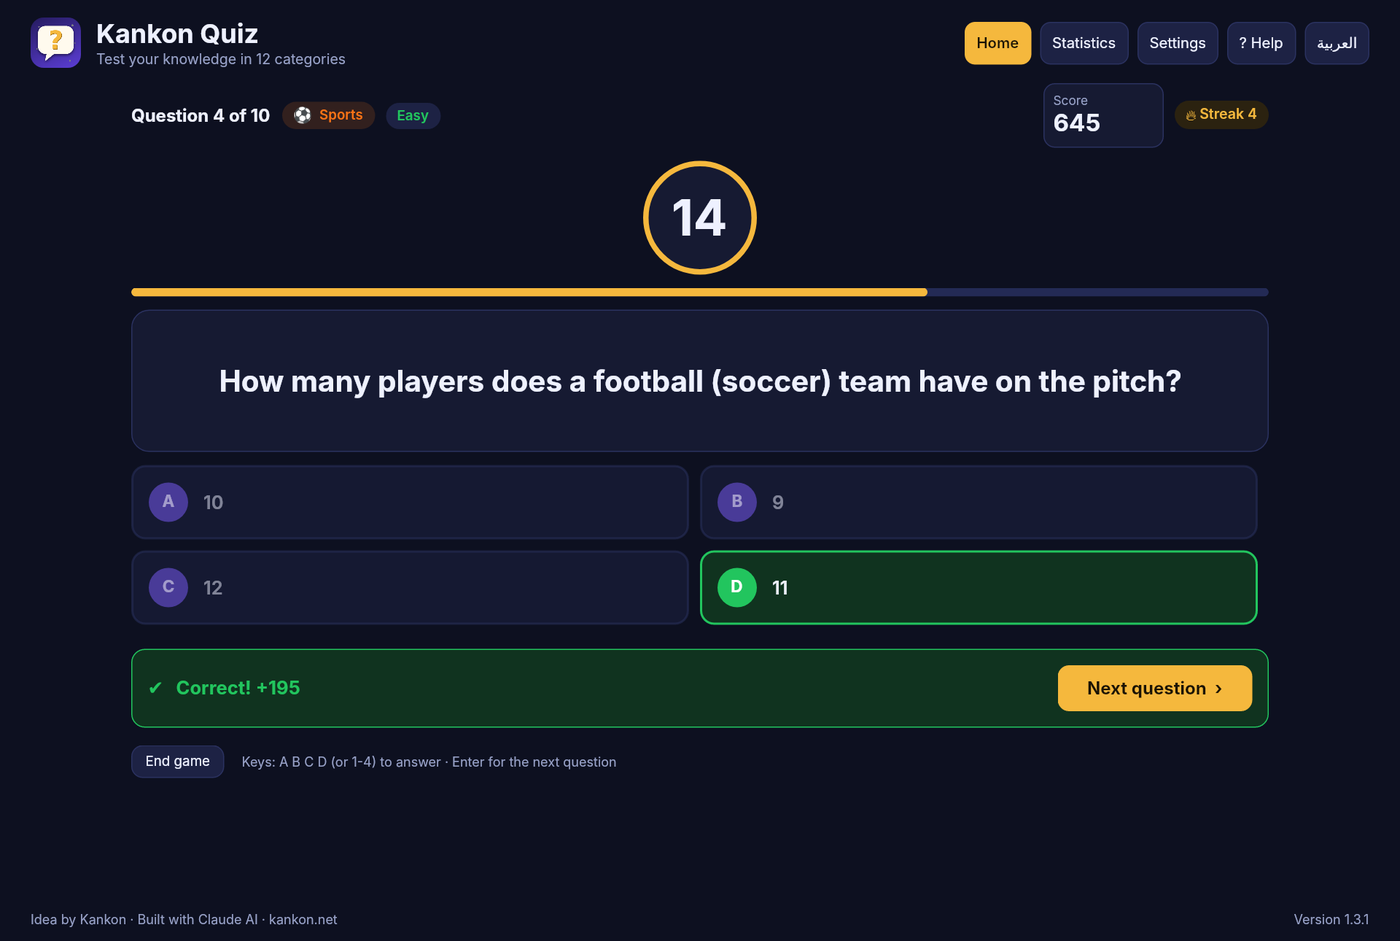 Kankon Quiz
Test your knowledge in 12 categories
Home
Statistics
Settings
? Help
العربية
Question 4 of 10
Sports
Easy
Score
645
Streak 4
14
How many players does a football (soccer) team have on the pitch?
A 10
B 9
C 12
D 11
✔ Correct! +195
Next question ›
End game
Keys: A B C D (or 1-4) to answer · Enter for the next question
Idea by Kankon · Built with Claude AI · kankon.net
Version 1.3.1